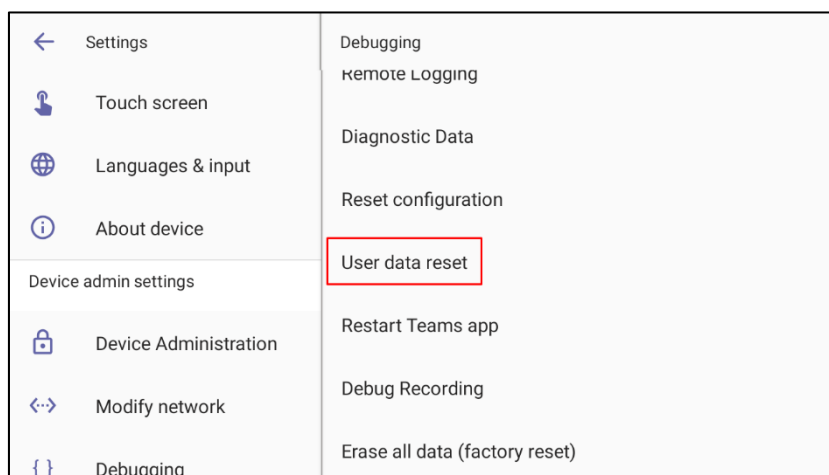 Settings
Touch screen
Languages & input
About device
Device admin settings
Device Administration
Modify network
Debugging
Debugging
Remote Logging
Diagnostic Data
Reset configuration
User data reset
Restart Teams app
Debug Recording
Erase all data (factory reset)